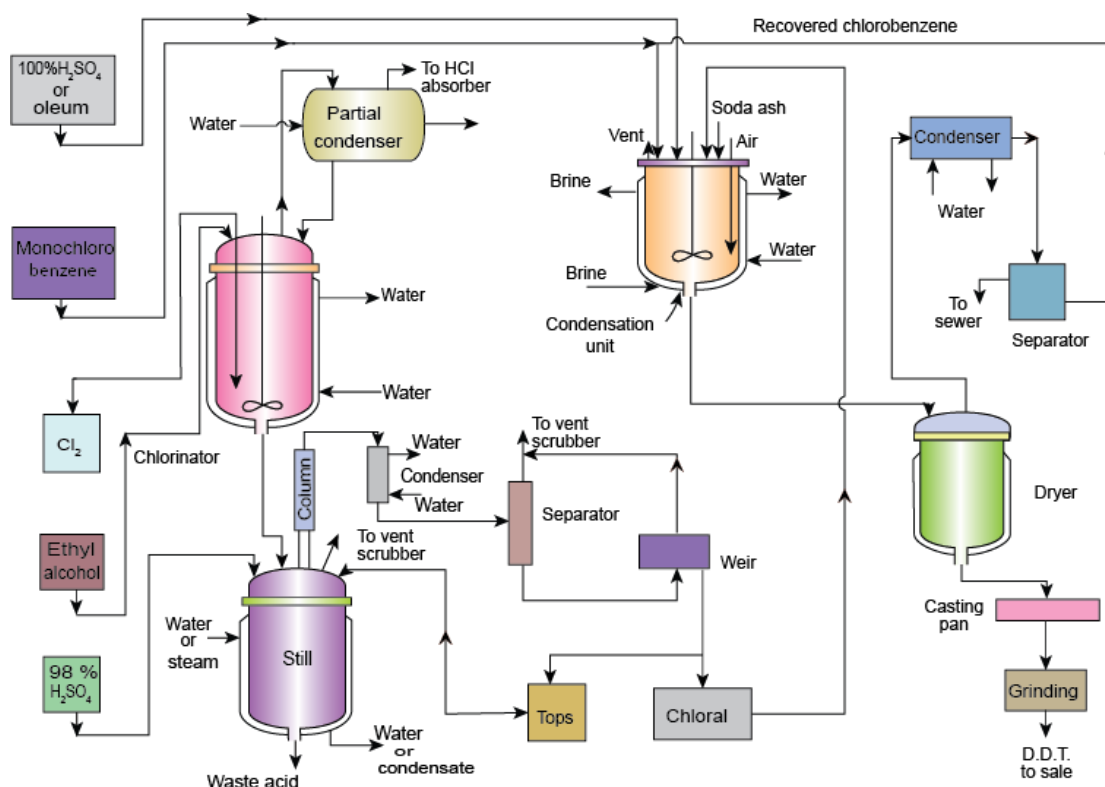 Recovered chlorobenzene
100%H₂SO₄
or
oleum
To HCl
absorber
Water
Partial
condenser
Soda ash
Vent
Air
Condenser
Brine
Water
Water
Monochloro
benzene
Water
Water
Brine
To
sewer
Separator
Condensation
unit
Water
Cl₂
Chlorinator
To vent
scrubber
Water
Column
Condenser
Water
Separator
Dryer
Ethyl
alcohol
To vent
scrubber
Weir
Casting
pan
Water
or
steam
Still
98 %
H₂SO₄
Tops
Chloral
Grinding
Water
or
condensate
Waste acid
D.D.T.
to sale